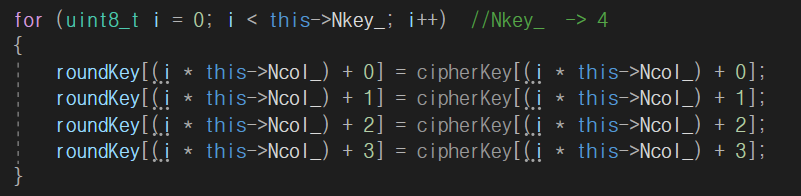 for (uint8_t i = 0; i < this->Nkey_; i++)  //Nkey_  -> 4
{
roundKey[(i * this->Ncol_) + 0] = cipherKey[(i * this->Ncol_) + 0];
roundKey[(i * this->Ncol_) + 1] = cipherKey[(i * this->Ncol_) + 1];
roundKey[(i * this->Ncol_) + 2] = cipherKey[(i * this->Ncol_) + 2];
roundKey[(i * this->Ncol_) + 3] = cipherKey[(i * this->Ncol_) + 3];
}